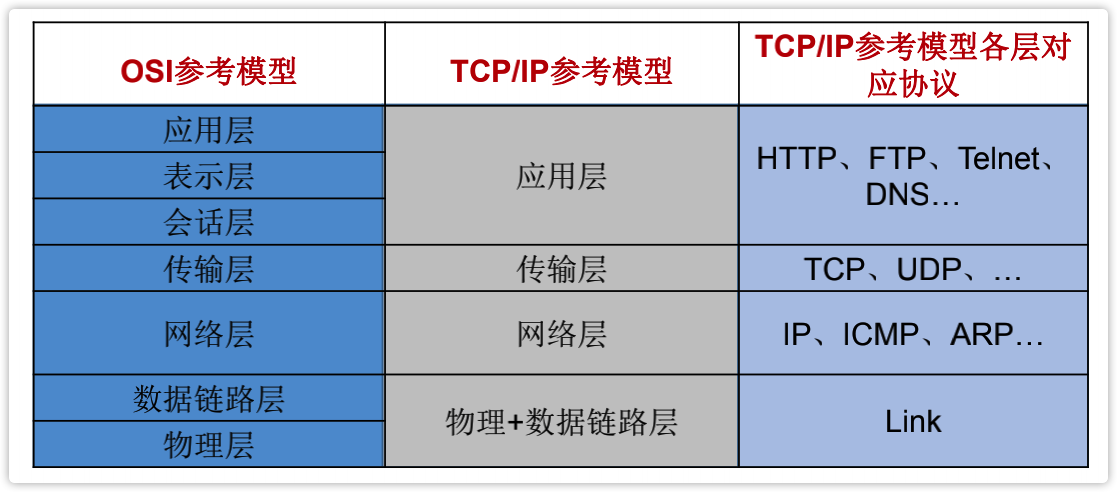 OSI参考模型
TCP/IP参考模型
TCP/IP参考模型各层对
应协议
应用层
表示层
会话层
应用层
HTTP、FTP、Telnet、
DNS…
传输层
传输层
TCP、UDP、…
网络层
网络层
IP、ICMP、ARP…
数据链路层
物理层
物理+数据链路层
Link